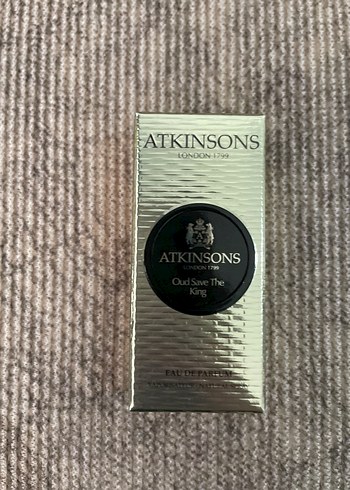 ATKINSONS
LONDON 1799
ATKINSONS
LONDON 1799
Oud Save The
King
EAU DE PARFUM